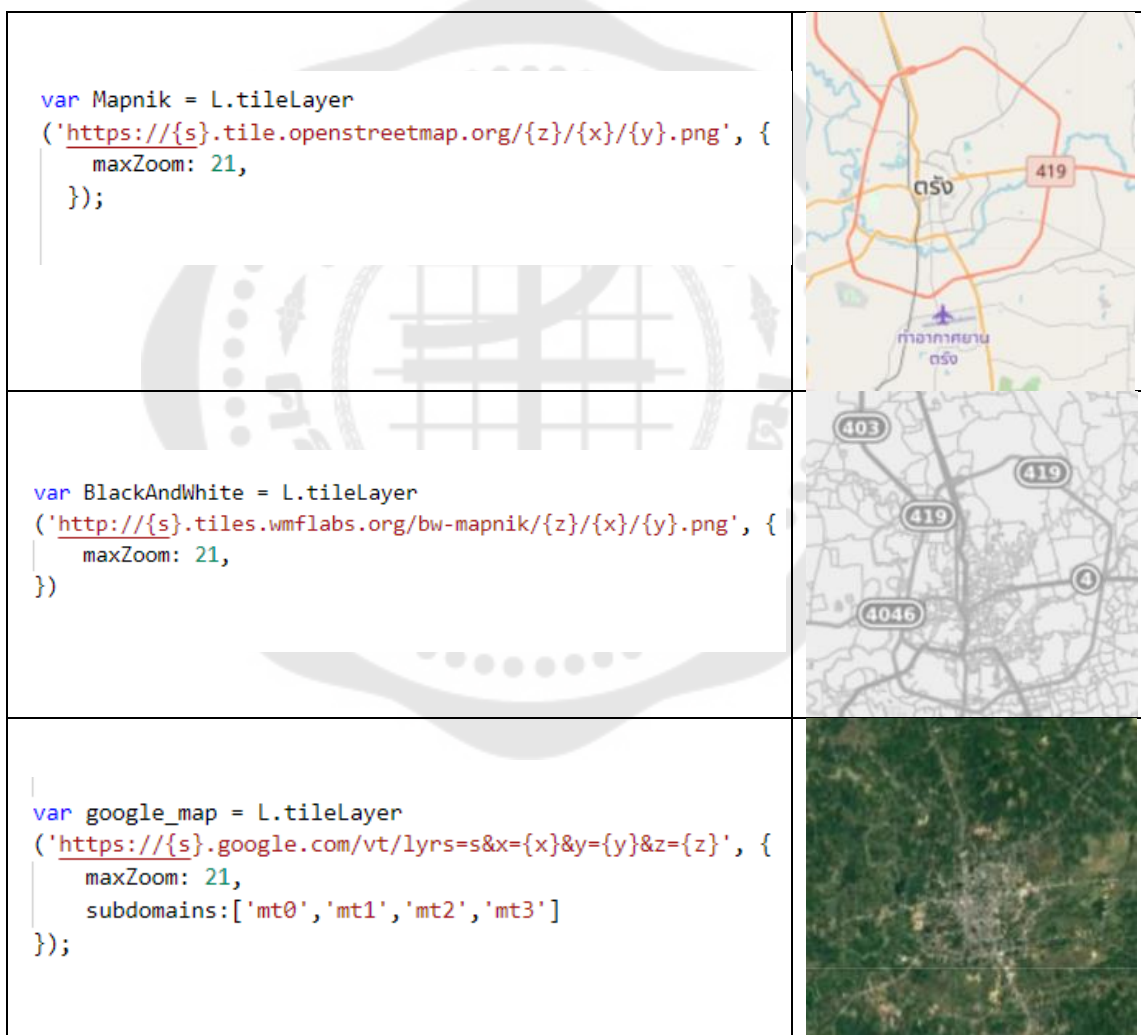 var Mapnik = L.tileLayer
('https://{s}.tile.openstreetmap.org/{z}/{x}/{y}.png', {
maxZoom: 21,
});
419
ตรัง
ท่าอากาศยาน
ตรัง
var BlackAndWhite = L.tileLayer
('http://{s}.tiles.wmflabs.org/bw-mapnik/{z}/{x}/{y}.png', {
maxZoom: 21,
})
403
419
419
4
4046
var google_map = L.tileLayer
('https://{s}.google.com/vt/lyrs=s&x={x}&y={y}&z={z}', {
maxZoom: 21,
subdomains:['mt0','mt1','mt2','mt3']
});